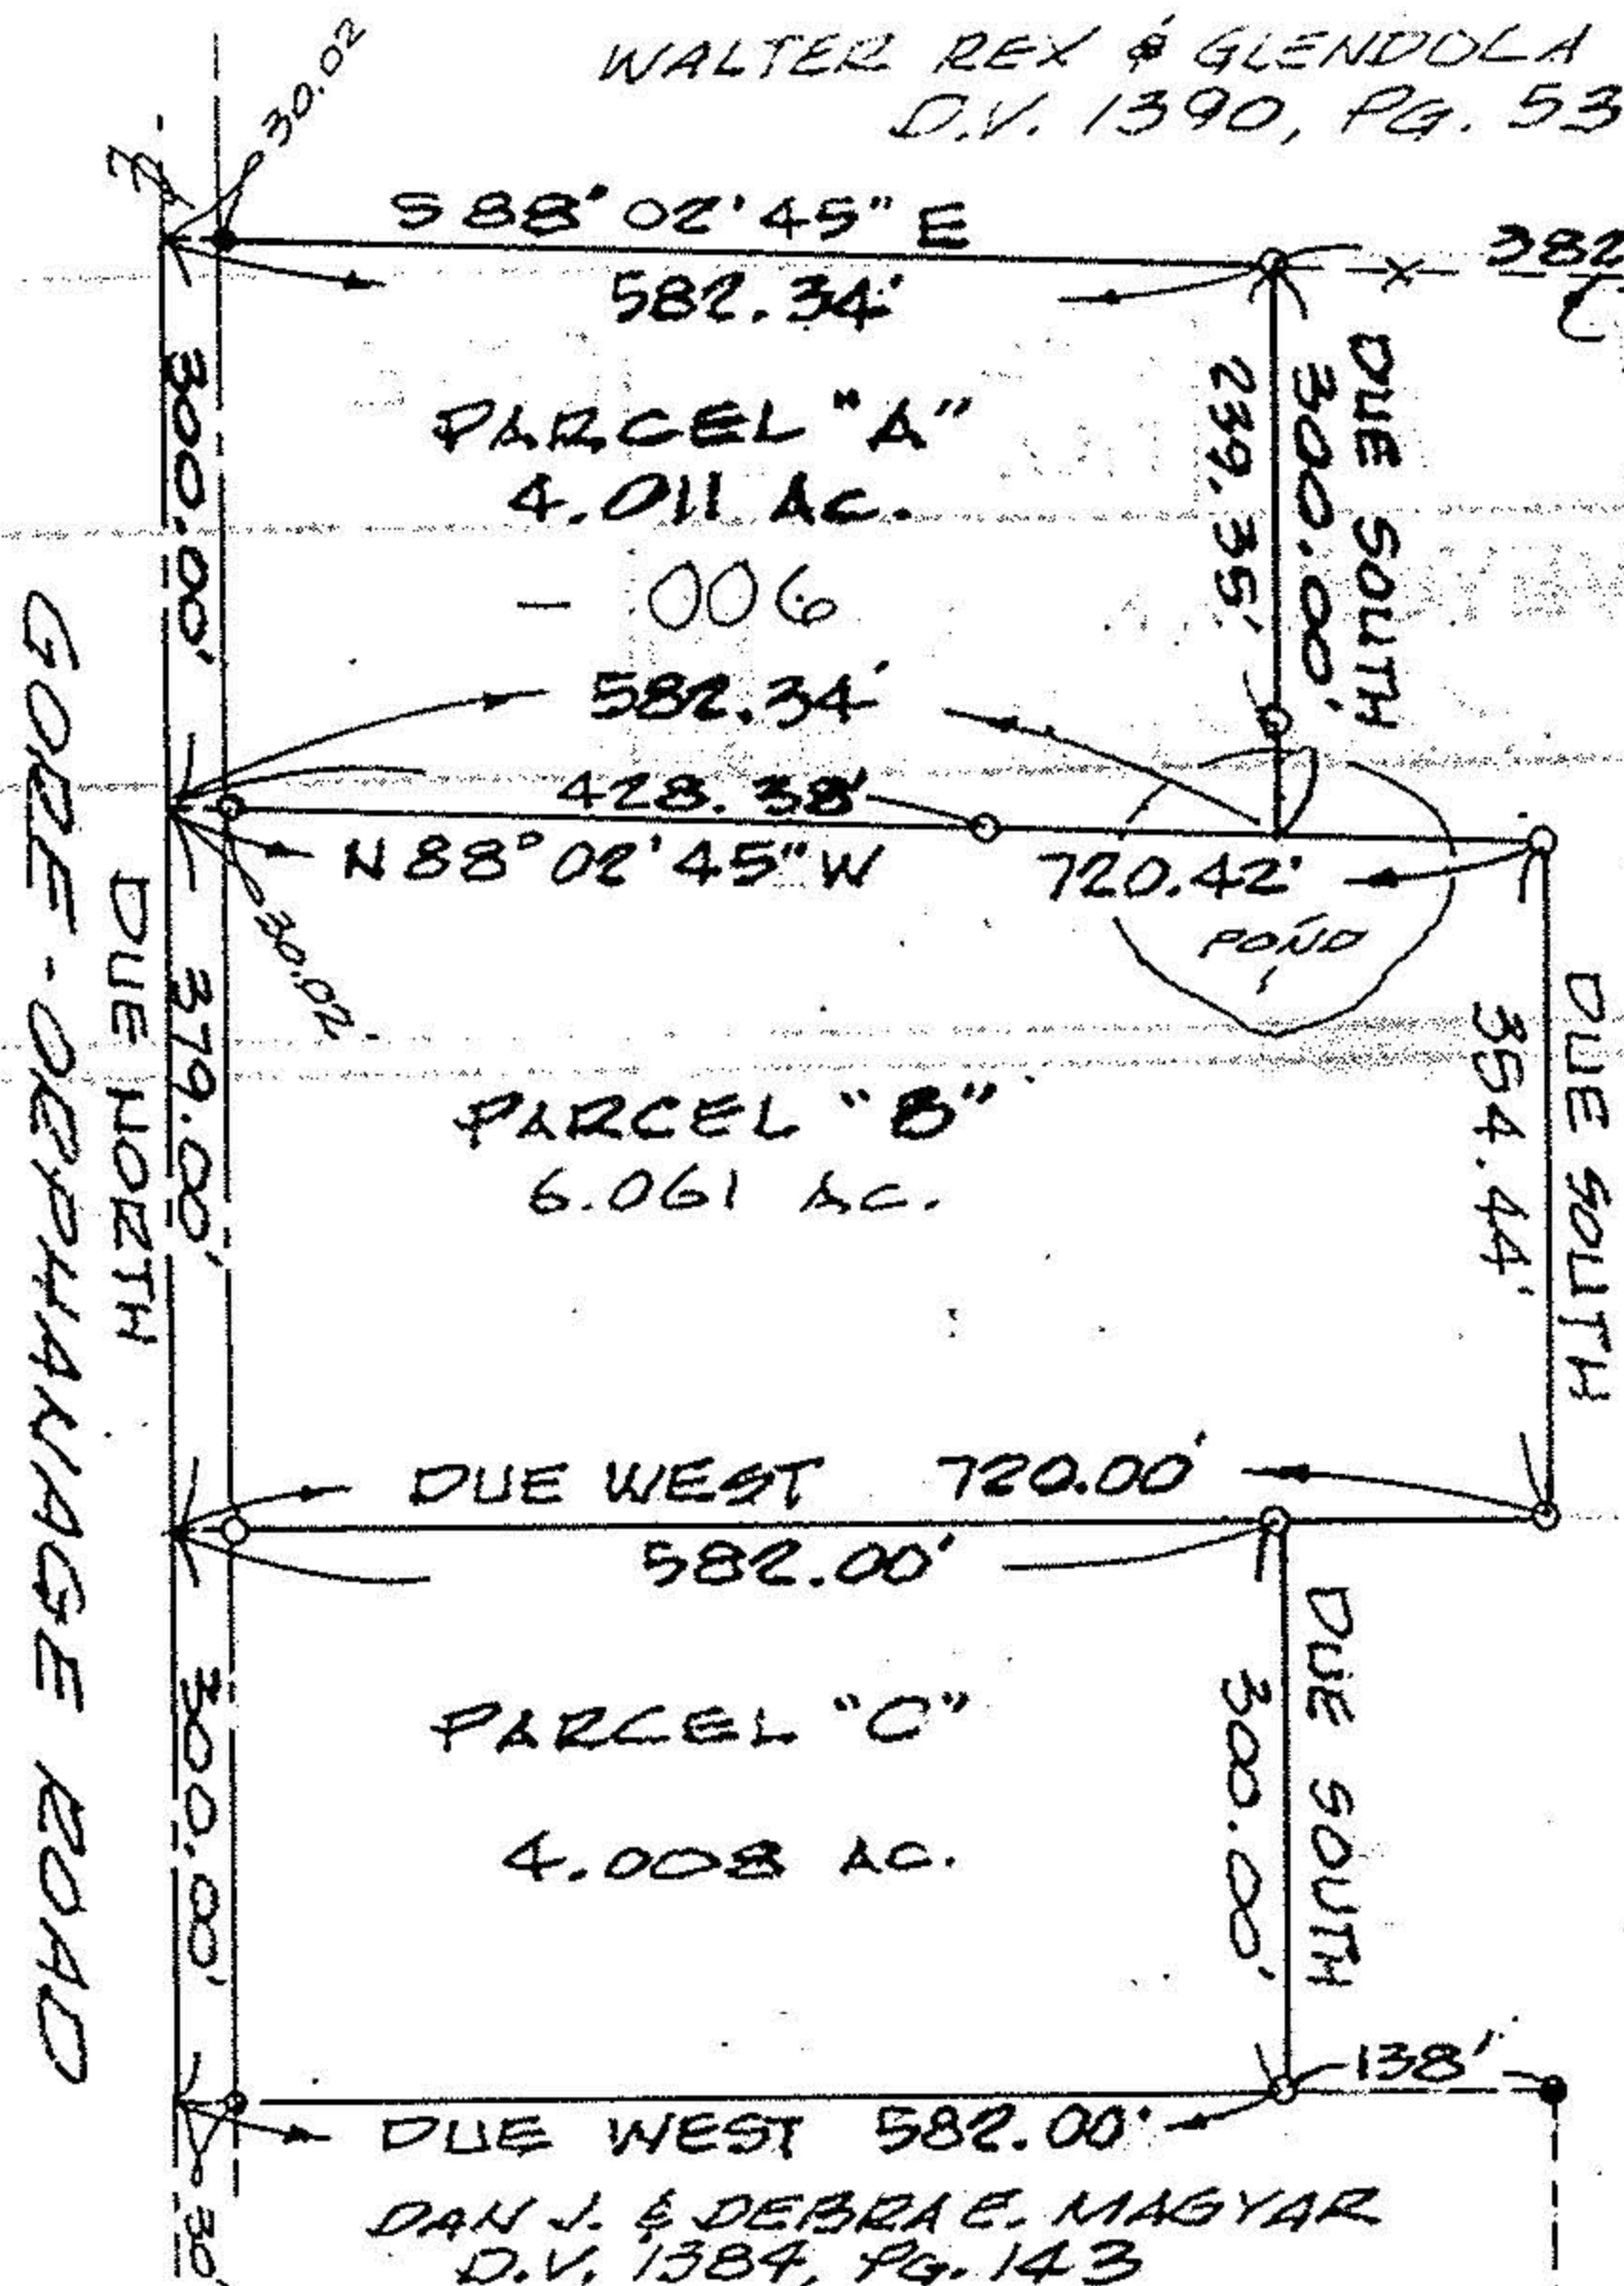 WALTER REX & GLENDOLA
D.V. 1390, PG. 53
30.02
S 88° 02' 45" E
582.34'
382
PARCEL "A"
4.011 AC.
- 006
300.00'
239.35'
300.00'
DUE SOUTH
582.34'
428.38'
N 88° 02' 45" W
720.42'
POND
30.02
GORE - ORPHANAGE ROAD
DUE NORTH
379.00'
PARCEL "B"
6.061 AC.
354.44'
DUE SOUTH
DUE WEST 720.00'
582.00'
PARCEL "C"
4.008 AC.
300.00'
300.00'
DUE SOUTH
138'
DUE WEST 582.00'
30'
DAN J. & DEBRA E. MAGYAR
D.V. 1384, PG. 143